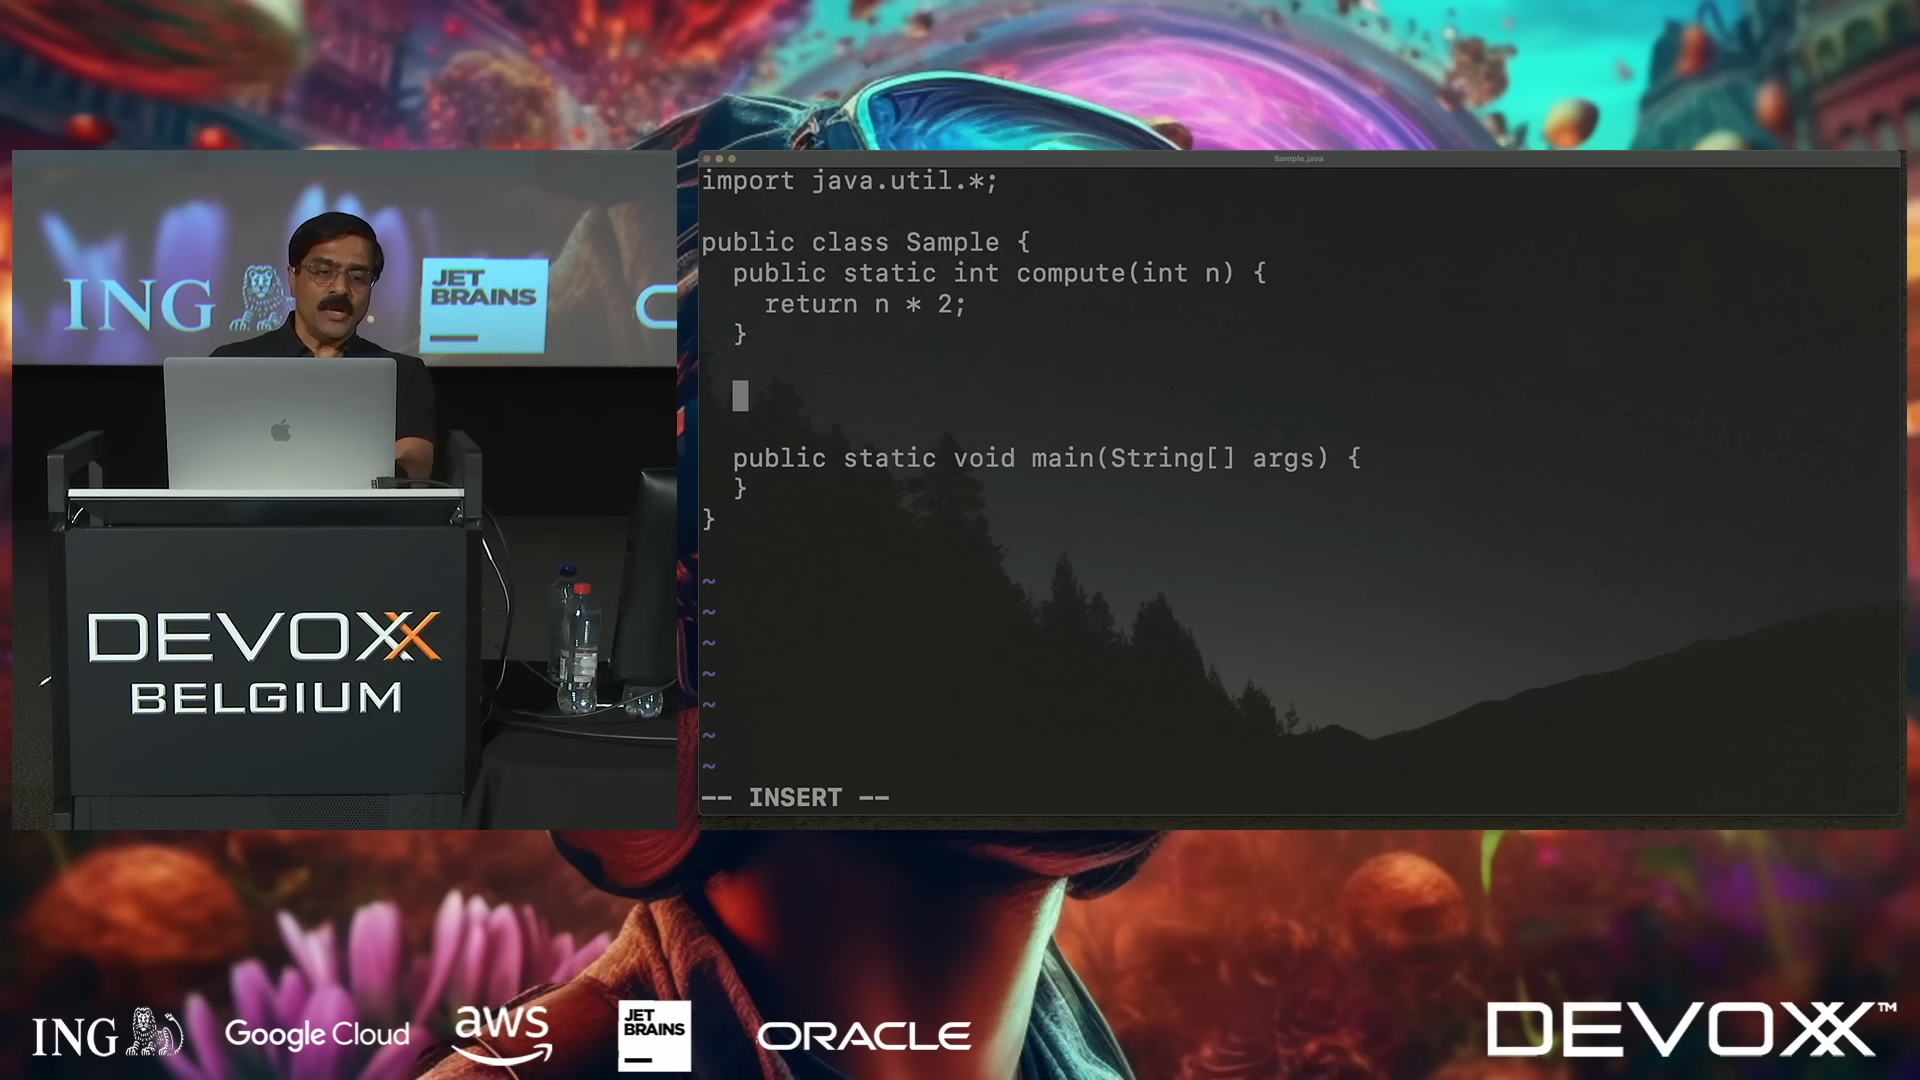 ING
JET
BRAINS
DEVOXX
BELGIUM
Sample.java
import java.util.*;
public class Sample {
public static int compute(int n) {
return n * 2;
}
public static void main(String[] args) {
}
}
~
~
~
~
~
~
~
-- INSERT --
ING
Google Cloud
aws
JET
BRAINS
ORACLE
DEVOXX™